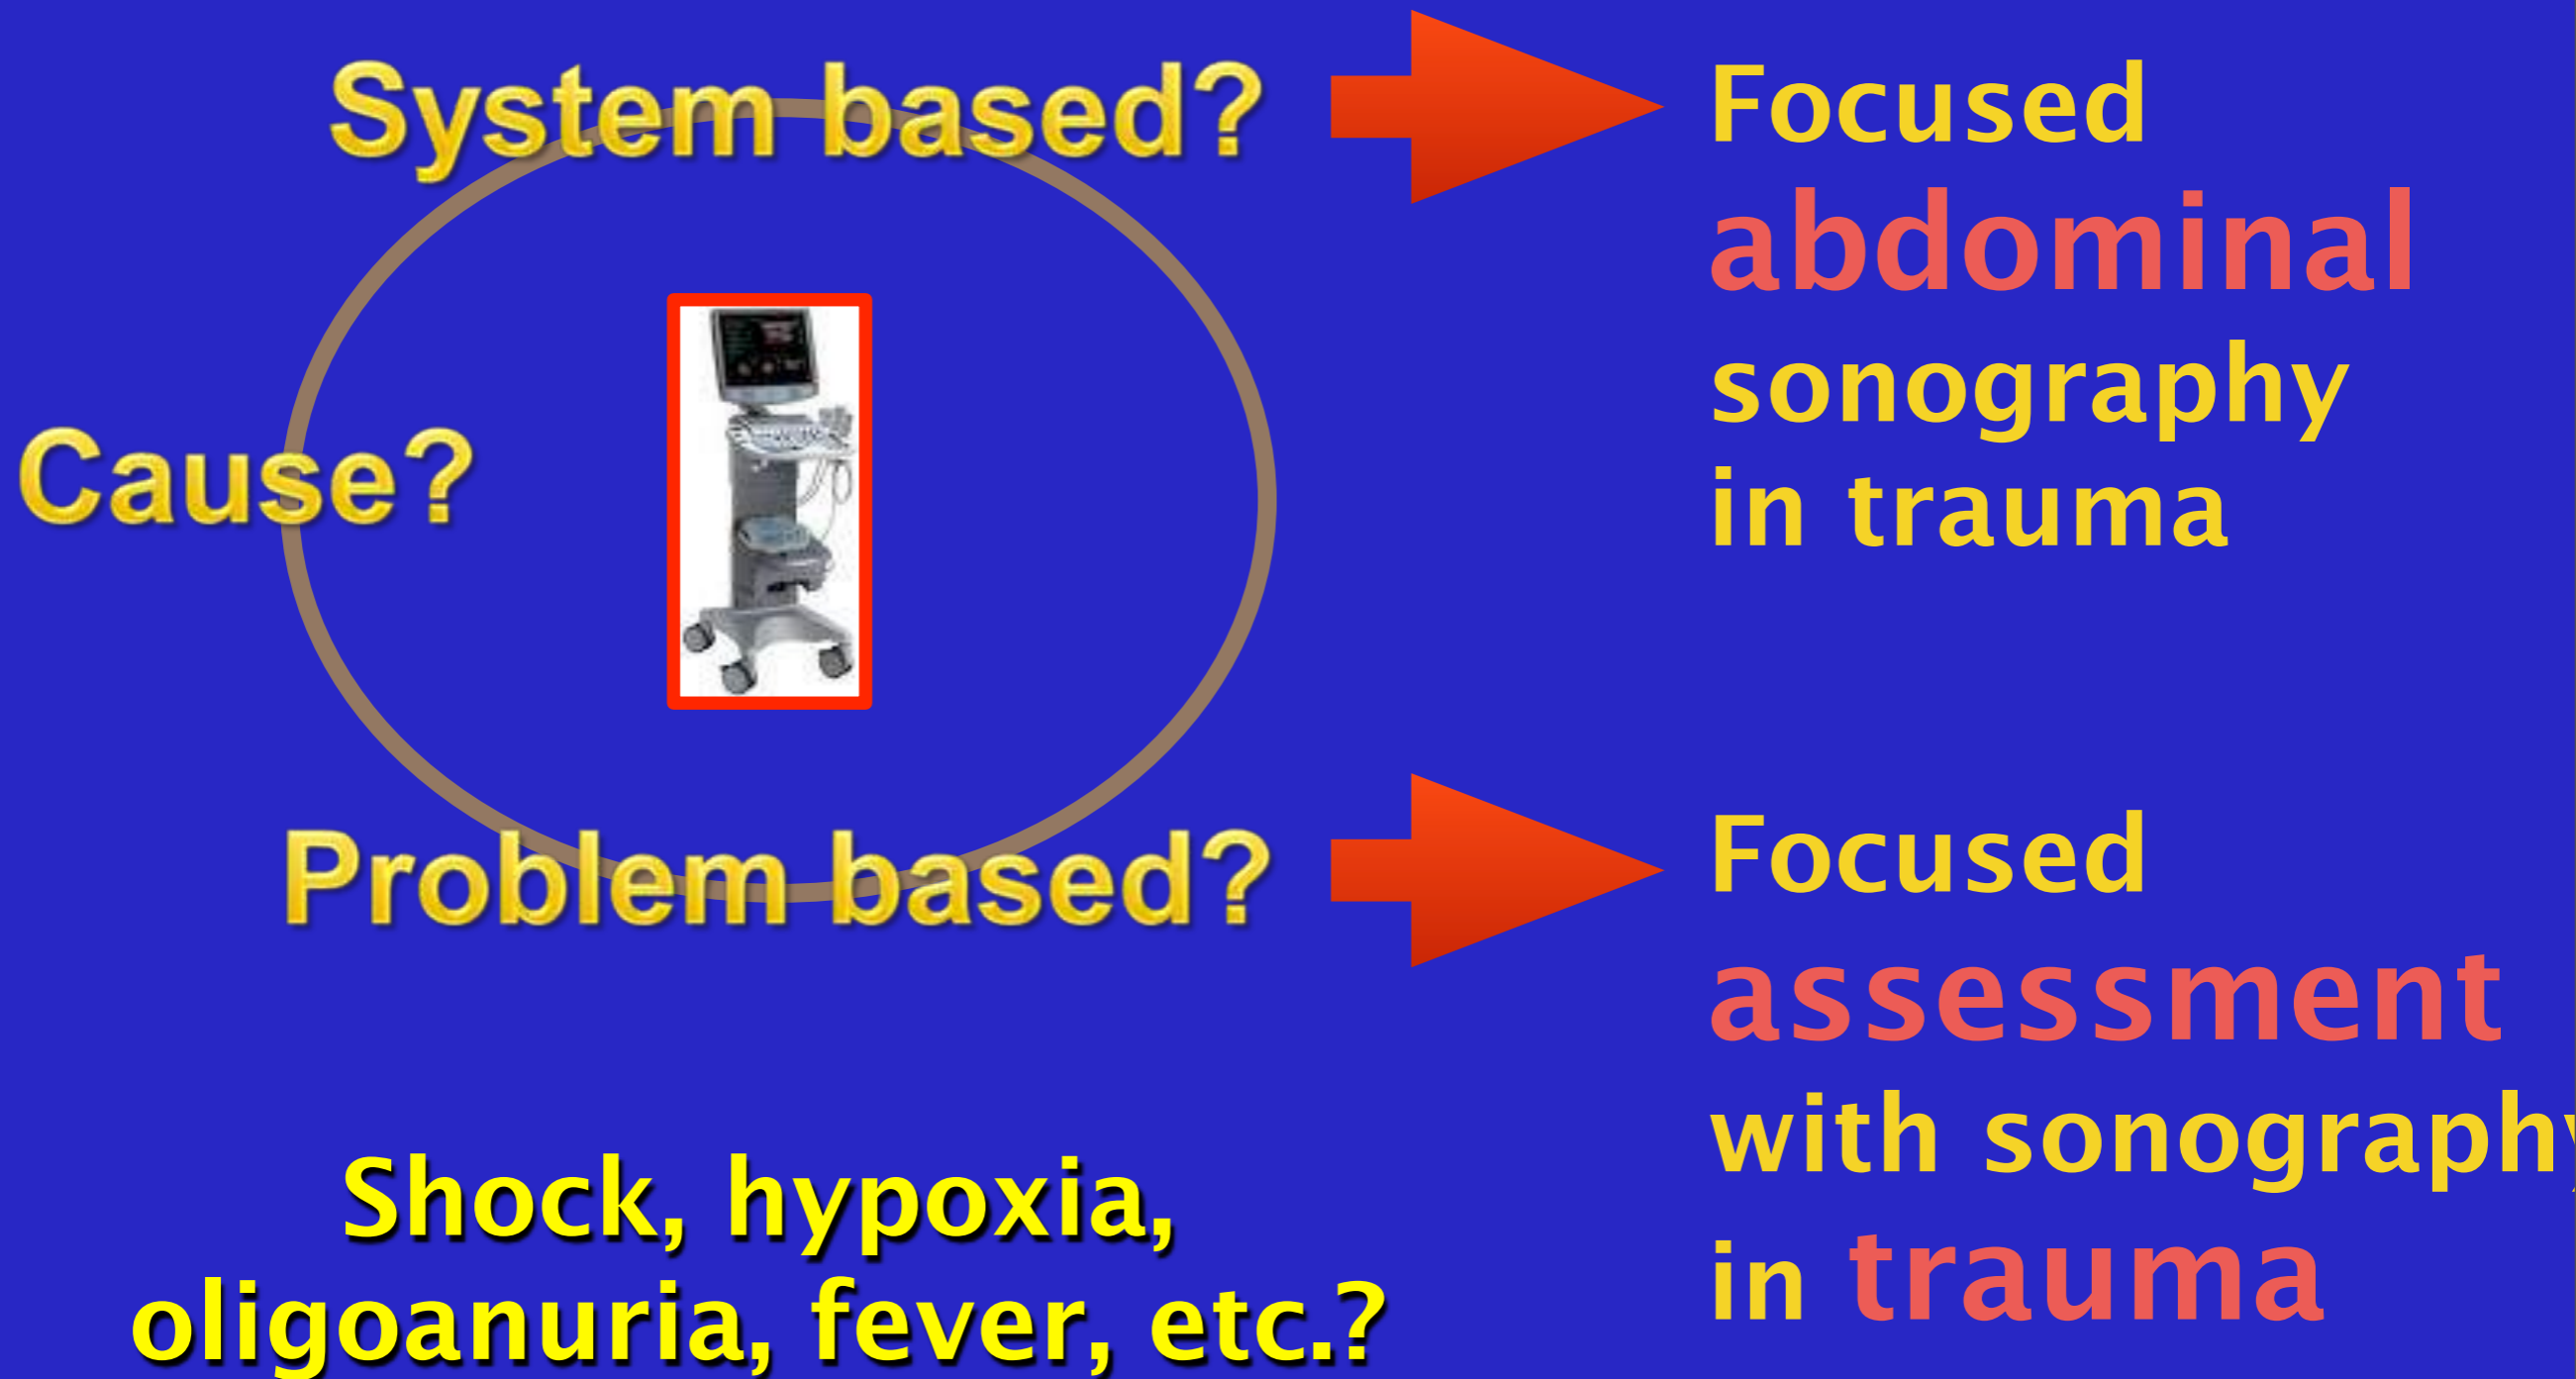 System based?
Focused
abdominal
sonography
in trauma
Cause?
Problem based?
Focused
assessment
with sonography
in trauma
Shock, hypoxia,
oligoanuria, fever, etc.?